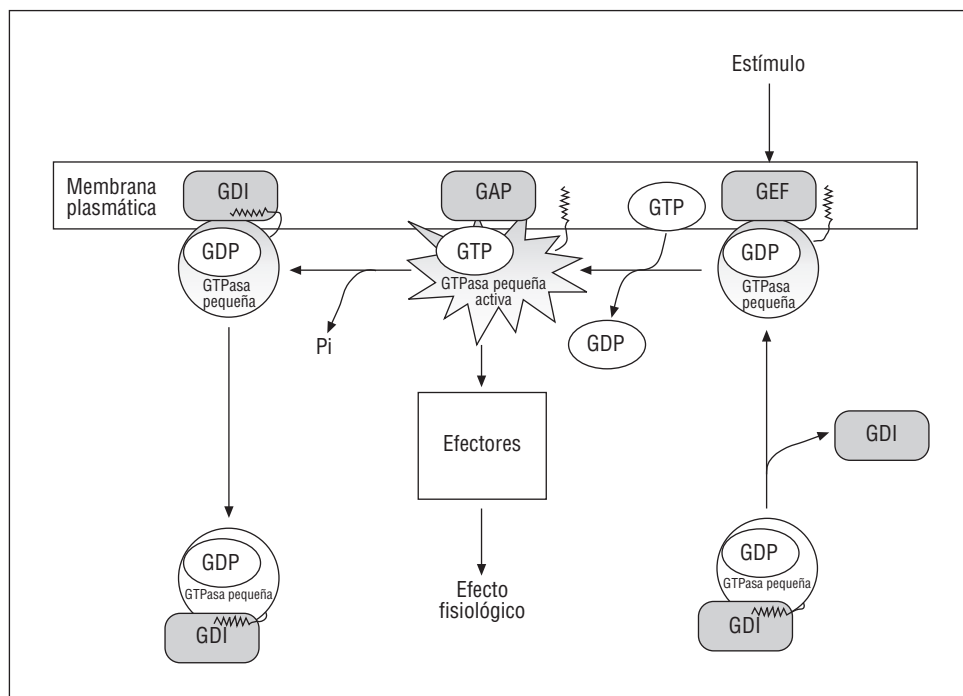 Estímulo
Membrana
plasmática
GDI
GAP
GTP
GEF
GDP
GTPasa
pequeña
GTP
GTPasa pequeña
activa
GDP
GTPasa
pequeña
Pi
GDP
Efectores
GDI
GDP
GTPasa pequeña
GDI
Efecto
fisiológico
GDP
GTPasa pequeña
GDI